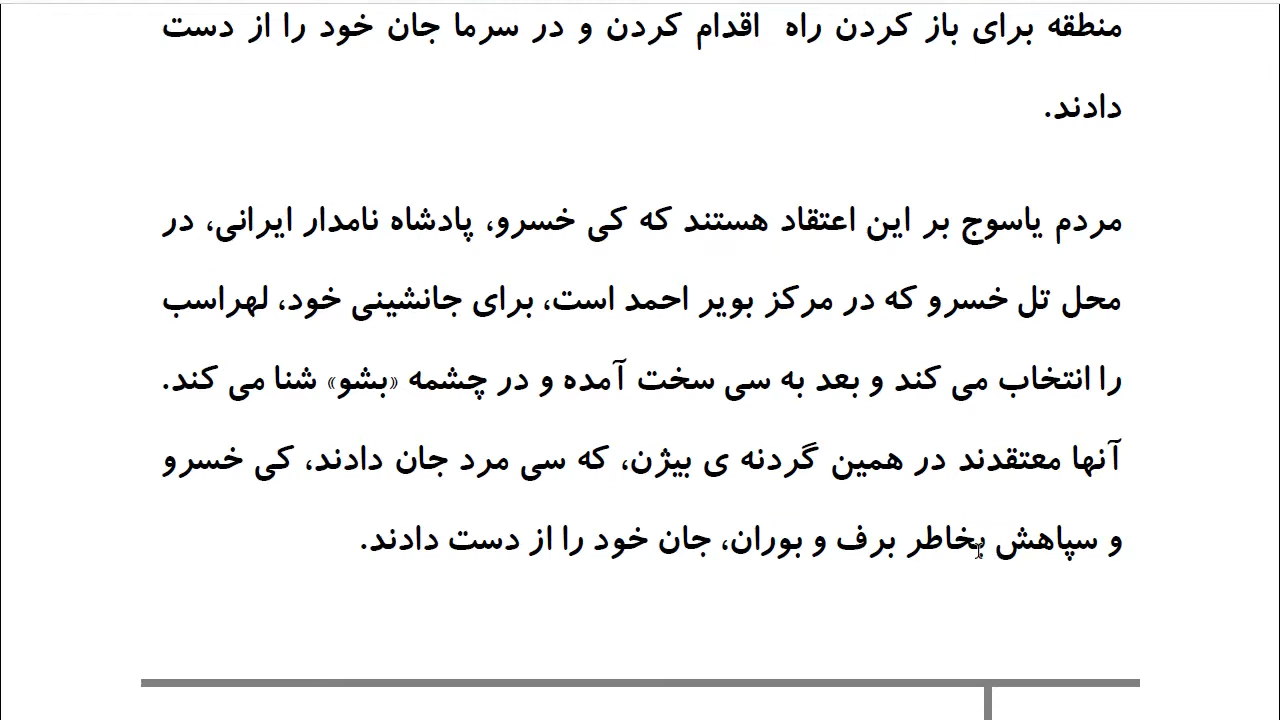 منطقه برای باز کردن راه  اقدام کردن و در سرما جان خود را از دست
دادند.
مردم یاسوج بر این اعتقاد هستند که کی خسرو، پادشاه نامدار ایرانی، در
محل تل خسرو که در مرکز بویر احمد است، برای جانشینی خود، لهراسب
را انتخاب می کند و بعد به سی سخت آمده و در چشمه «بشو» شنا می کند.
آنها معتقدند در همین گردنه ی بیژن، که سی مرد جان دادند، کی خسرو
و سپاهش بخاطر برف و بوران، جان خود را از دست دادند.